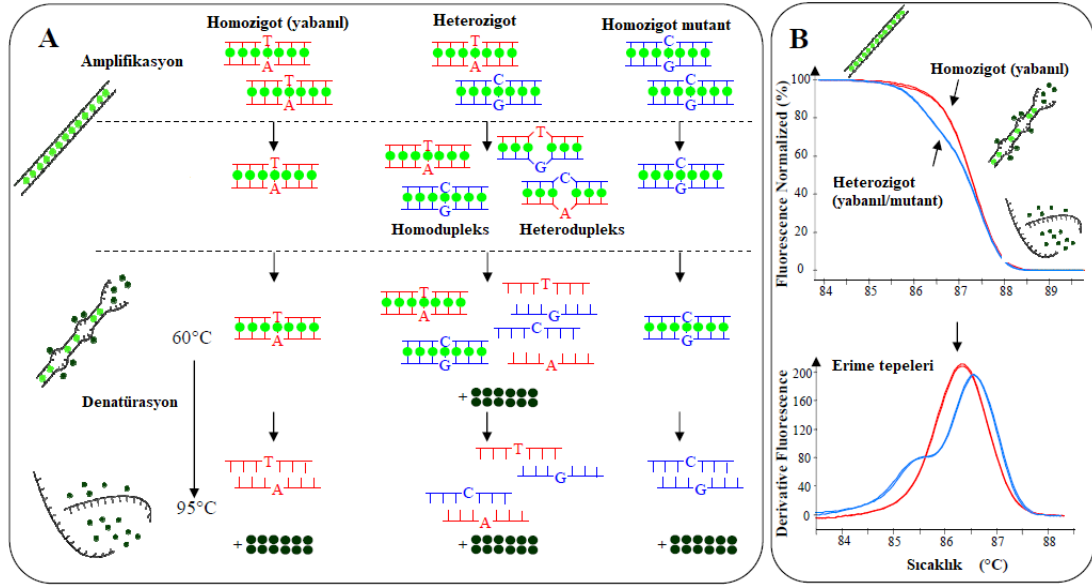 A
Homozigot (yabanıl)
Heterozigot
Homozigot mutant
Amplifikasyon
T
A
T
A
T
A
C
G
C
G
C
G
T
A
T
A
C
G
T
G
C
A
C
G
Homodupleks
Heterodupleks
60°C
T
A
T
A
C
G
T
G
C
A
C
G
+
Denatürasyon
95°C
T
A
T
G
C
A
C
G
+
+
+
B
Fluorescence Normalized (%)
100
80
60
40
20
0
Homozigot (yabanıl)
Heterozigot
(yabanıl/mutant)
84 85 86 87 88 89
Derivative Fluorescence
Erime tepeleri
200
160
120
80
40
0
84 85 86 87 88
Sıcaklık (°C)